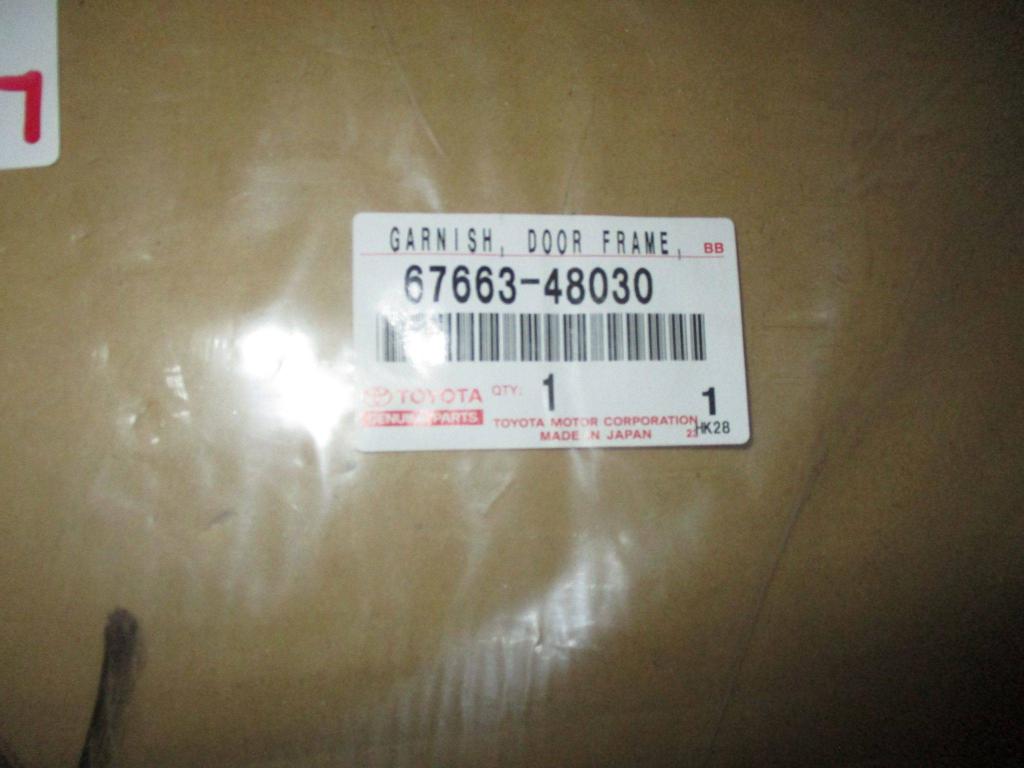 GARNISH, DOOR FRAME, BB
67663-48030
TOYOTA QTY: 1 1
GENUINE PARTS
TOYOTA MOTOR CORPORATION
MADE IN JAPAN 23 HK28